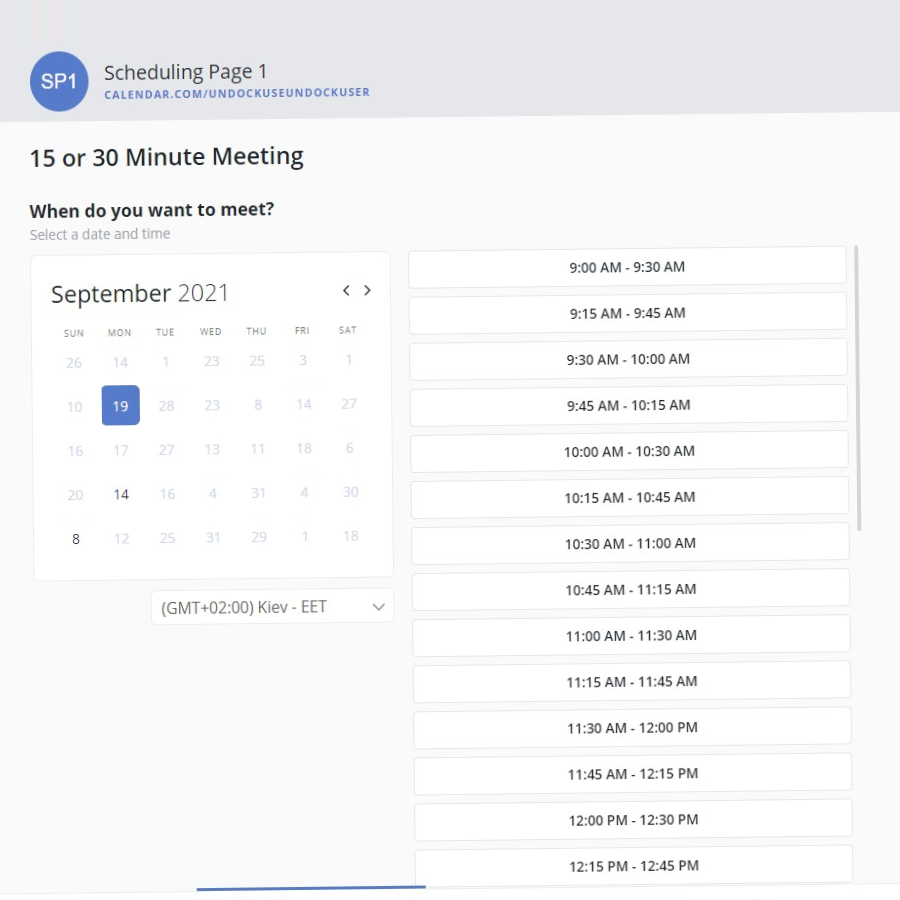 SP1
Scheduling Page 1
CALENDAR.COM/UNDOCKUSEUNDOCKUSER
15 or 30 Minute Meeting
When do you want to meet?
Select a date and time
September 2021
SUN MON TUE WED THU FRI SAT
26 14 1 23 25 3 1
10 19 28 23 8 14 27
16 17 27 13 11 18 6
20 14 16 4 31 4 30
8 12 25 31 29 1 18
(GMT+02:00) Kiev - EET
9:00 AM - 9:30 AM
9:15 AM - 9:45 AM
9:30 AM - 10:00 AM
9:45 AM - 10:15 AM
10:00 AM - 10:30 AM
10:15 AM - 10:45 AM
10:30 AM - 11:00 AM
10:45 AM - 11:15 AM
11:00 AM - 11:30 AM
11:15 AM - 11:45 AM
11:30 AM - 12:00 PM
11:45 AM - 12:15 PM
12:00 PM - 12:30 PM
12:15 PM - 12:45 PM